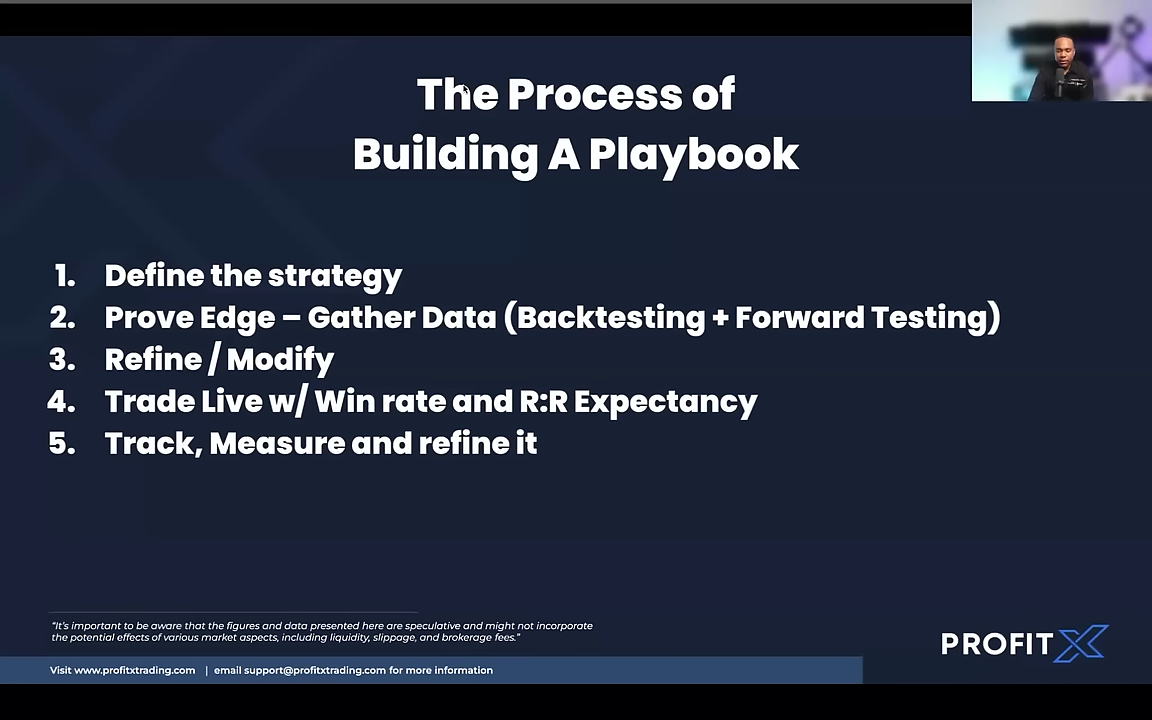 The Process of
Building A Playbook
1. Define the strategy
2. Prove Edge – Gather Data (Backtesting + Forward Testing)
3. Refine / Modify
4. Trade Live w/ Win rate and R:R Expectancy
5. Track, Measure and refine it
“It’s important to be aware that the figures and data presented here are speculative and might not incorporate
the potential effects of various market aspects, including liquidity, slippage, and brokerage fees.”
PROFIT X
Visit www.profitxtrading.com | email support@profitxtrading.com for more information